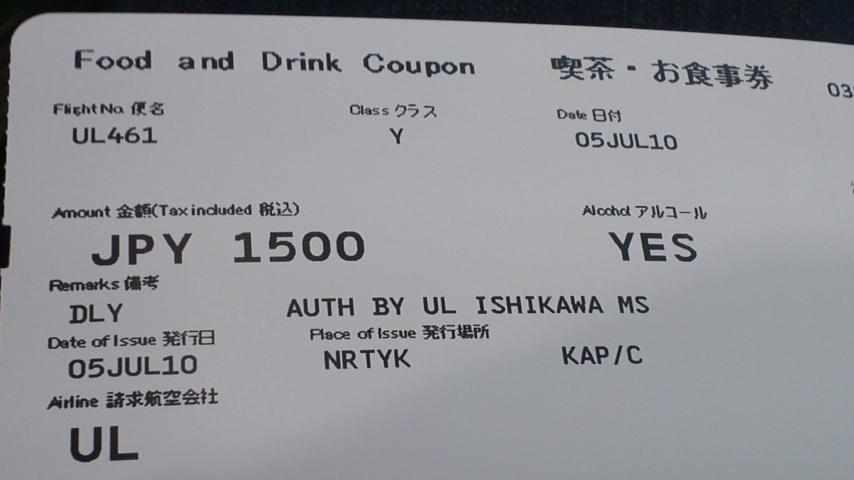 Food and Drink Coupon 喫茶・お食事券
Flight No. 便名 Class クラス Date 日付
UL461 Y 05JUL10
Amount 金額(Tax included 税込) Alcohol アルコール
JPY 1500 YES
Remarks 備考
DLY AUTH BY UL ISHIKAWA MS
Date of Issue 発行日 Place of Issue 発行場所
05JUL10 NRTYK KAP/C
Airline 請求航空会社
UL